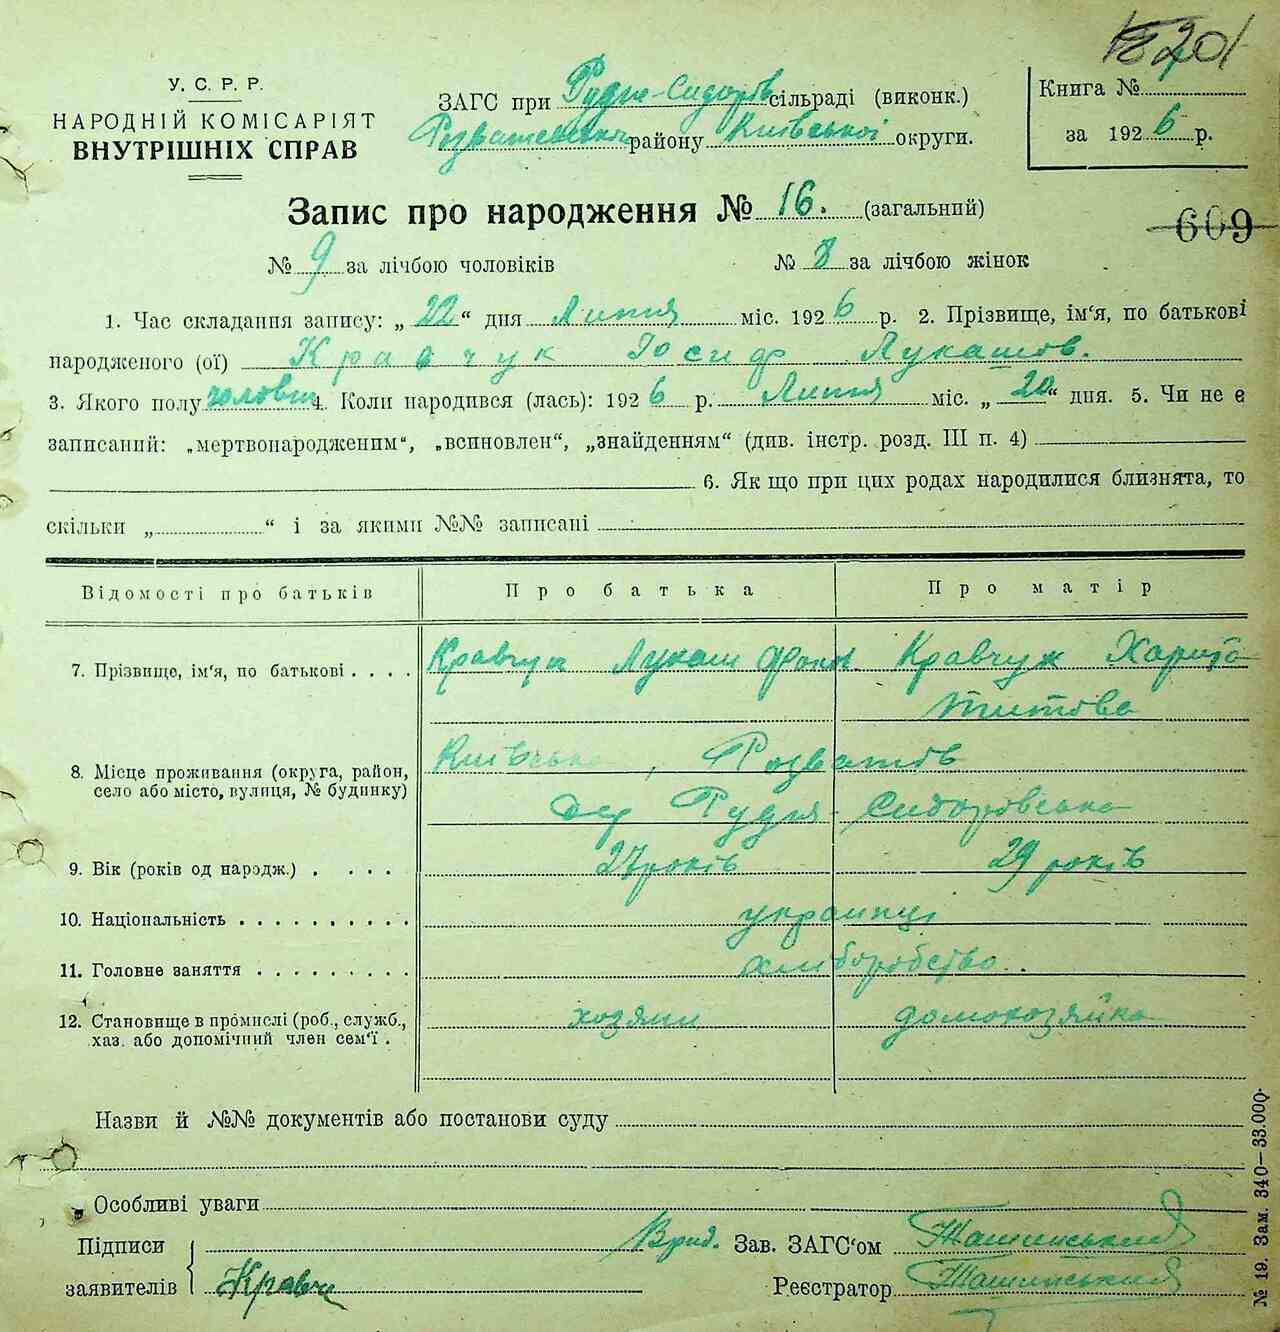 201
У. С. Р. Р.
НАРОДНІЙ КОМІСАРІЯТ
ВНУТРІШНІХ СПРАВ
ЗАГС при Рудне-Сидорів сільраді (виконк.)
району Київської округи.
Книга №
за 1926 р.
Запис про народження № 16. (загальний)
609
№ 9 за лічбою чоловіків № 8 за лічбою жінок
1. Час складання запису: „22“ дня Липня міс. 1926 р. 2. Прізвище, ім'я, по батькові
народженого (ої) Кравчук Иосиф Лукашов.
3. Якого полу чоловіч 4. Коли народився (лась): 1926 р. Липня міс. „20“ дня. 5. Чи не є
записаний: „мертвонародженим“, „всиновлен“, „знайденням“ (див. інстр. розд. III п. 4)
6. Як що при цих родах народилися близнята, то
скільки „ “ і за якими №№ записані
Відомості про батьків Про батька Про матір
7. Прізвище, ім'я, по батькові . . . . Кравчук Лукаш Кравчук
Титова
8. Місце проживання (округа, район, село або місто, вулиця, № будинку) Київська, Розватів
дер Рудня-Сидоровська
9. Вік (років од народж.) . . . . . 27 років 29 років
10. Національність . . . . . . . . . . украинці
11. Головне заняття . . . . . . . . . хлиборобство.
12. Становище в промислі (роб., служб., хаз. або допомічний член сем'ї . хозяин домохозяйка
Назви й №№ документів або постанови суду
Особливі уваги
Підписи
заявителів Кравч
Врид. Зав. ЗАГС'ом
Реєстратор
№ 19. Зам. 340—33.000.